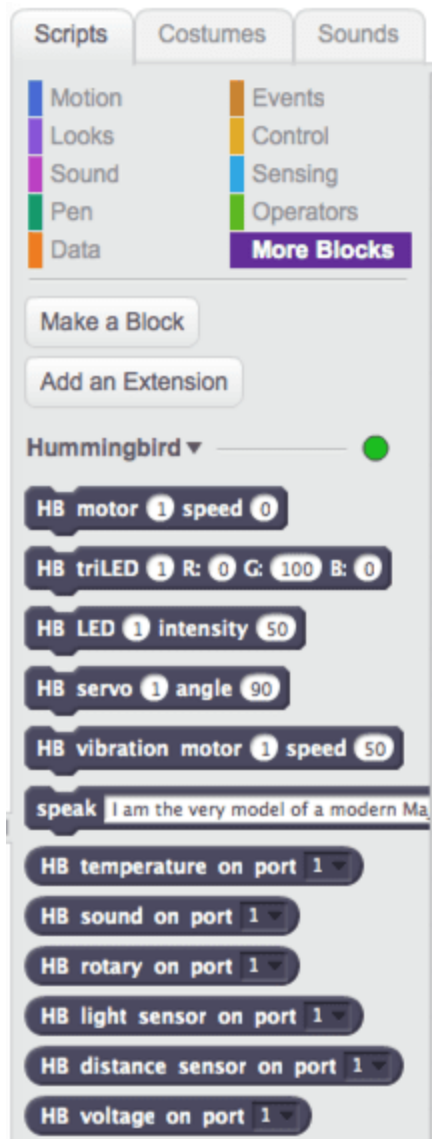 Scripts Costumes Sounds
Motion Events
Looks Control
Sound Sensing
Pen Operators
Data More Blocks
Make a Block
Add an Extension
Hummingbird
HB motor 1 speed 0
HB triLED 1 R: 0 G: 100 B: 0
HB LED 1 intensity 50
HB servo 1 angle 90
HB vibration motor 1 speed 50
speak I am the very model of a modern Ma
HB temperature on port 1
HB sound on port 1
HB rotary on port 1
HB light sensor on port 1
HB distance sensor on port 1
HB voltage on port 1